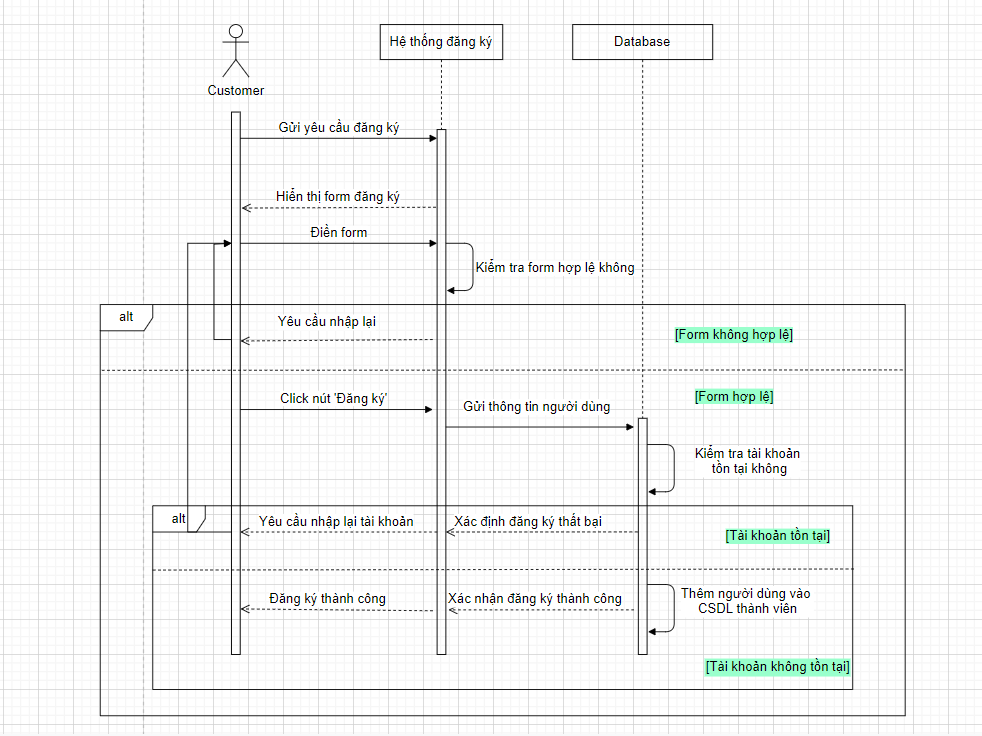 Customer
Hệ thống đăng ký
Database
Gửi yêu cầu đăng ký
Hiển thị form đăng ký
Điền form
Kiểm tra form hợp lệ không
alt
Yêu cầu nhập lại
[Form không hợp lệ]
[Form hợp lệ]
Click nút 'Đăng ký'
Gửi thông tin người dùng
Kiểm tra tài khoản
tồn tại không
alt
Yêu cầu nhập lại tài khoản
Xác định đăng ký thất bại
[Tài khoản tồn tại]
Đăng ký thành công
Xác nhận đăng ký thành công
Thêm người dùng vào
CSDL thành viên
[Tài khoản không tồn tại]